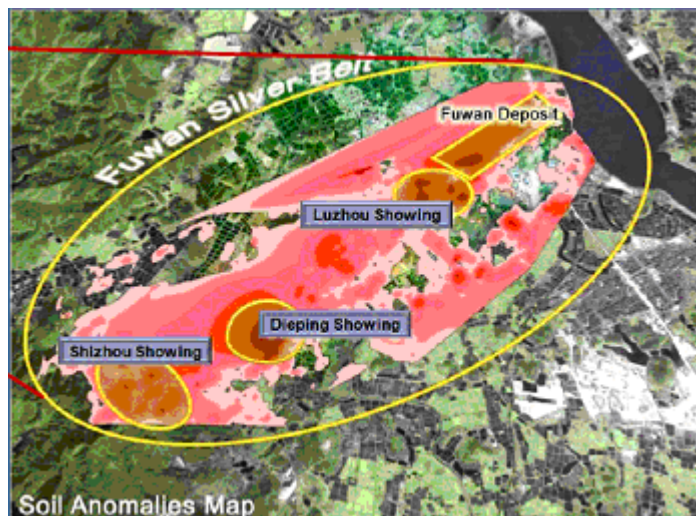 Fuwan Silver Belt
Fuwan Deposit
Luzhou Showing
Dieping Showing
Shizhou Showing
Soil Anomalies Map